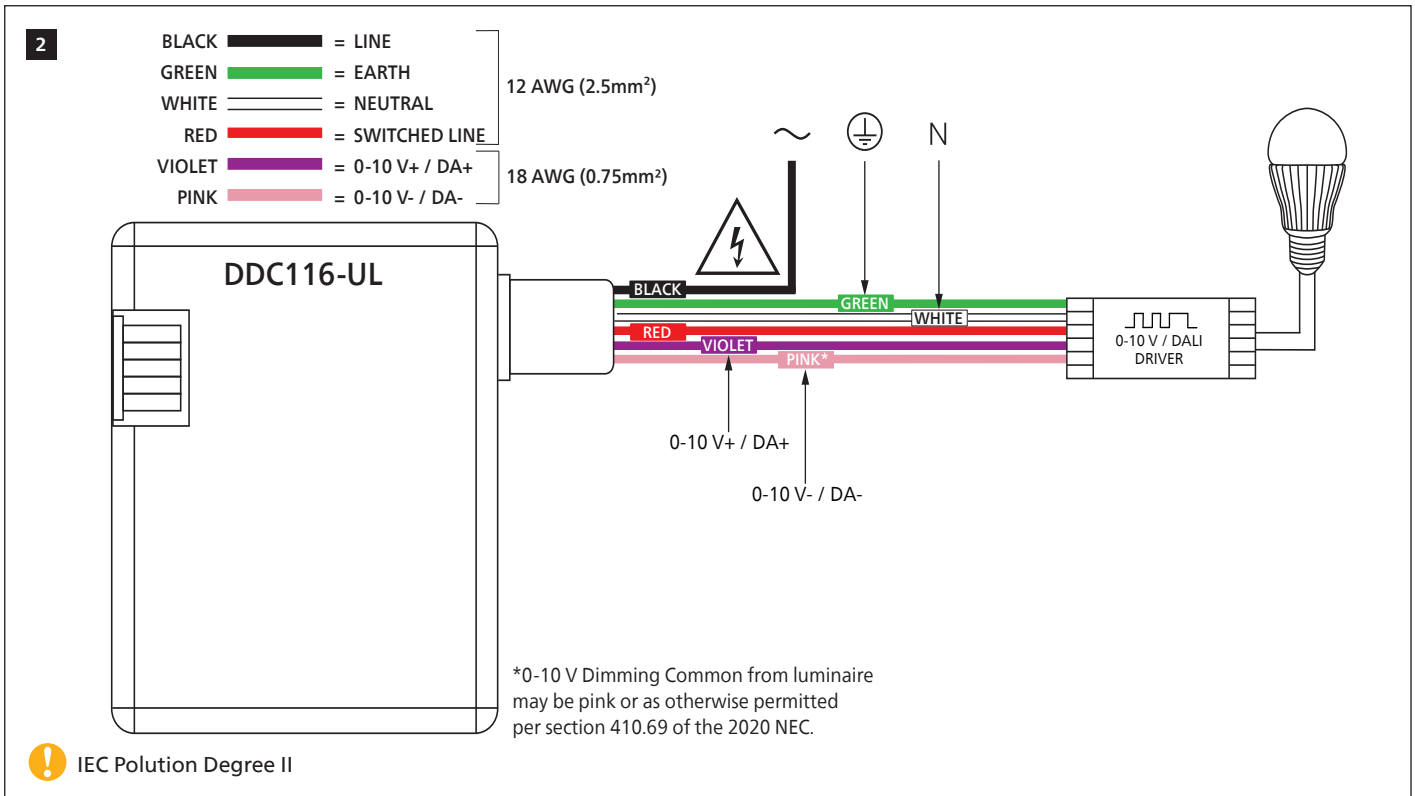 2
BLACK = LINE
GREEN = EARTH
WHITE = NEUTRAL
RED = SWITCHED LINE
12 AWG (2.5mm²)
VIOLET = 0-10 V+ / DA+
PINK = 0-10 V- / DA-
18 AWG (0.75mm²)
N
DDC116-UL
BLACK
GREEN
WHITE
RED
VIOLET
PINK*
0-10 V / DALI
DRIVER
0-10 V+ / DA+
0-10 V- / DA-
*0-10 V Dimming Common from luminaire
may be pink or as otherwise permitted
per section 410.69 of the 2020 NEC.
! IEC Polution Degree II